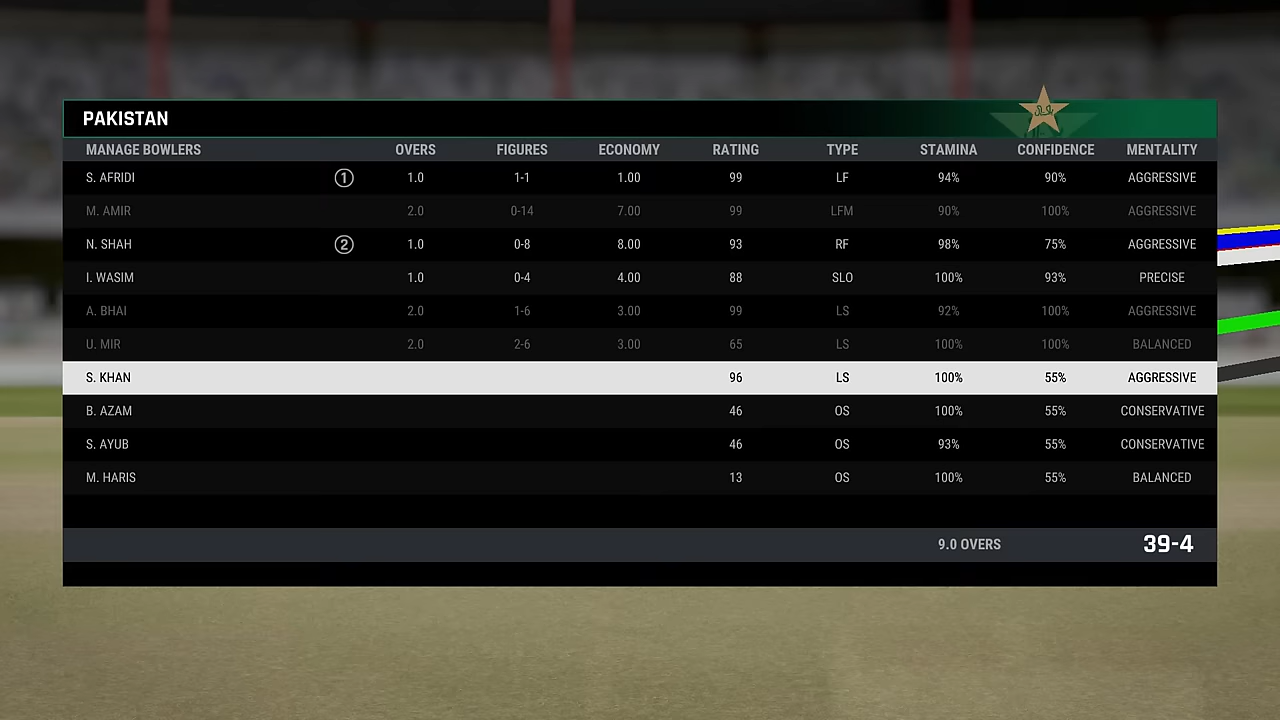 PAKISTAN
MANAGE BOWLERS OVERS FIGURES ECONOMY RATING TYPE STAMINA CONFIDENCE MENTALITY
S. AFRIDI 1 1.0 1-1 1.00 99 LF 94% 90% AGGRESSIVE
M. AMIR 2.0 0-14 7.00 99 LFM 90% 100% AGGRESSIVE
N. SHAH 2 1.0 0-8 8.00 93 RF 98% 75% AGGRESSIVE
I. WASIM 1.0 0-4 4.00 88 SLO 100% 93% PRECISE
A. BHAI 2.0 1-6 3.00 99 LS 92% 100% AGGRESSIVE
U. MIR 2.0 2-6 3.00 65 LS 100% 100% BALANCED
S. KHAN 96 LS 100% 55% AGGRESSIVE
B. AZAM 46 OS 100% 55% CONSERVATIVE
S. AYUB 46 OS 93% 55% CONSERVATIVE
M. HARIS 13 OS 100% 55% BALANCED
9.0 OVERS 39-4